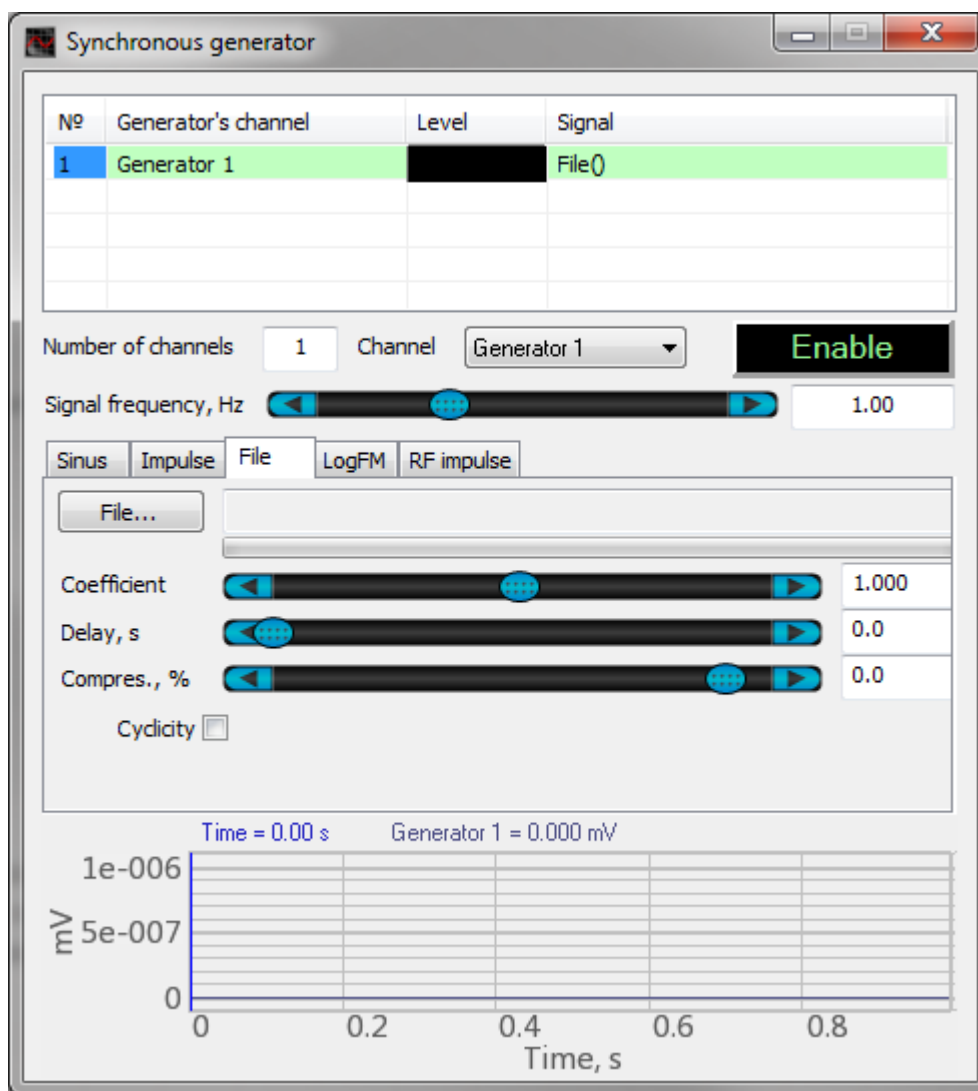 Synchronous generator
Nº Generator's channel Level Signal
1 Generator 1 File()
Number of channels 1 Channel Generator 1 Enable
Signal frequency, Hz 1.00
Sinus Impulse File LogFM RF impulse
File...
Coefficient 1.000
Delay, s 0.0
Compres., % 0.0
Cyclicity
Time = 0.00 s Generator 1 = 0.000 mV
1e-006
mV
5e-007
0
0 0.2 0.4 0.6 0.8
Time, s